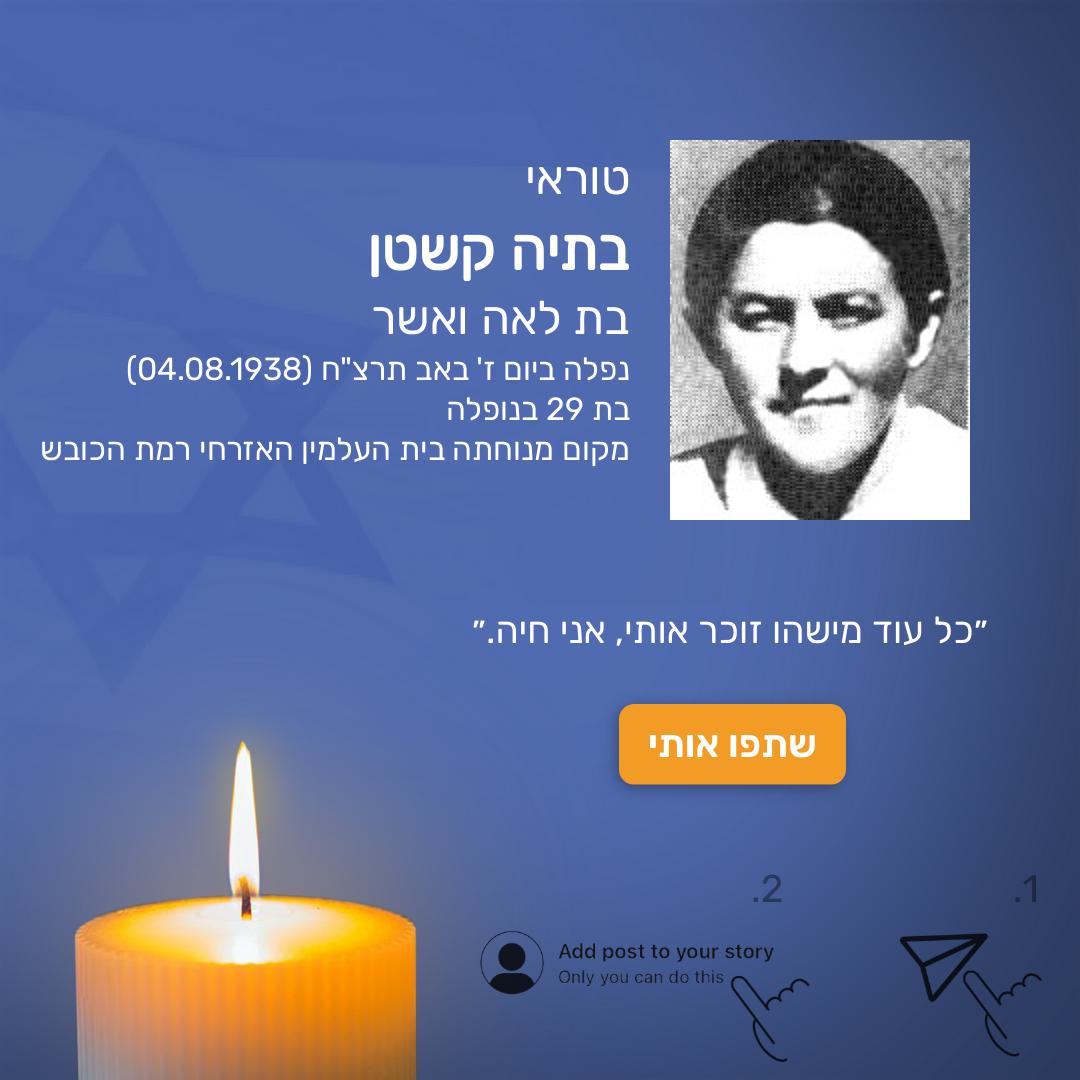 טוראי
בתיה קשטן
בת לאה ואשר
נפלה ביום ז' באב תרצ"ח (04.08.1938)
בת 29 בנופלה
מקום מנוחתה בית העלמין האזרחי רמת הכובש
״כל עוד מישהו זוכר אותי, אני חיה.״
שתפו אותי
.1
.2
Add post to your story
Only you can do this